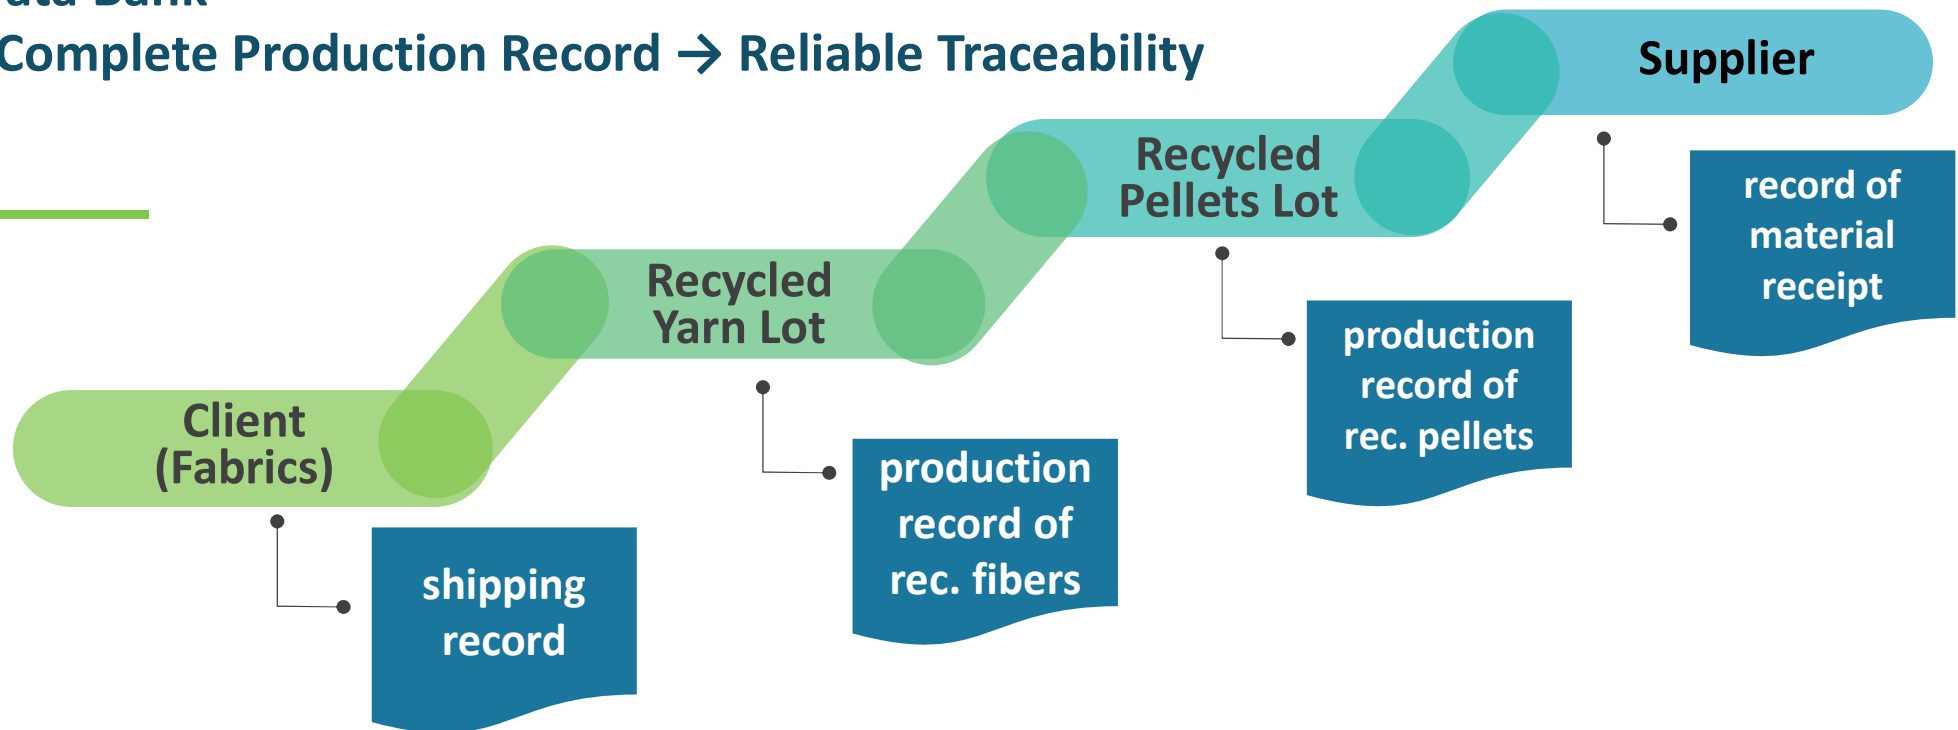 Bank
Complete Production Record → Reliable Traceability
Supplier
record of
material
receipt
Recycled
Pellets Lot
production
record of
rec. pellets
Recycled
Yarn Lot
production
record of
rec. fibers
Client
(Fabrics)
shipping
record